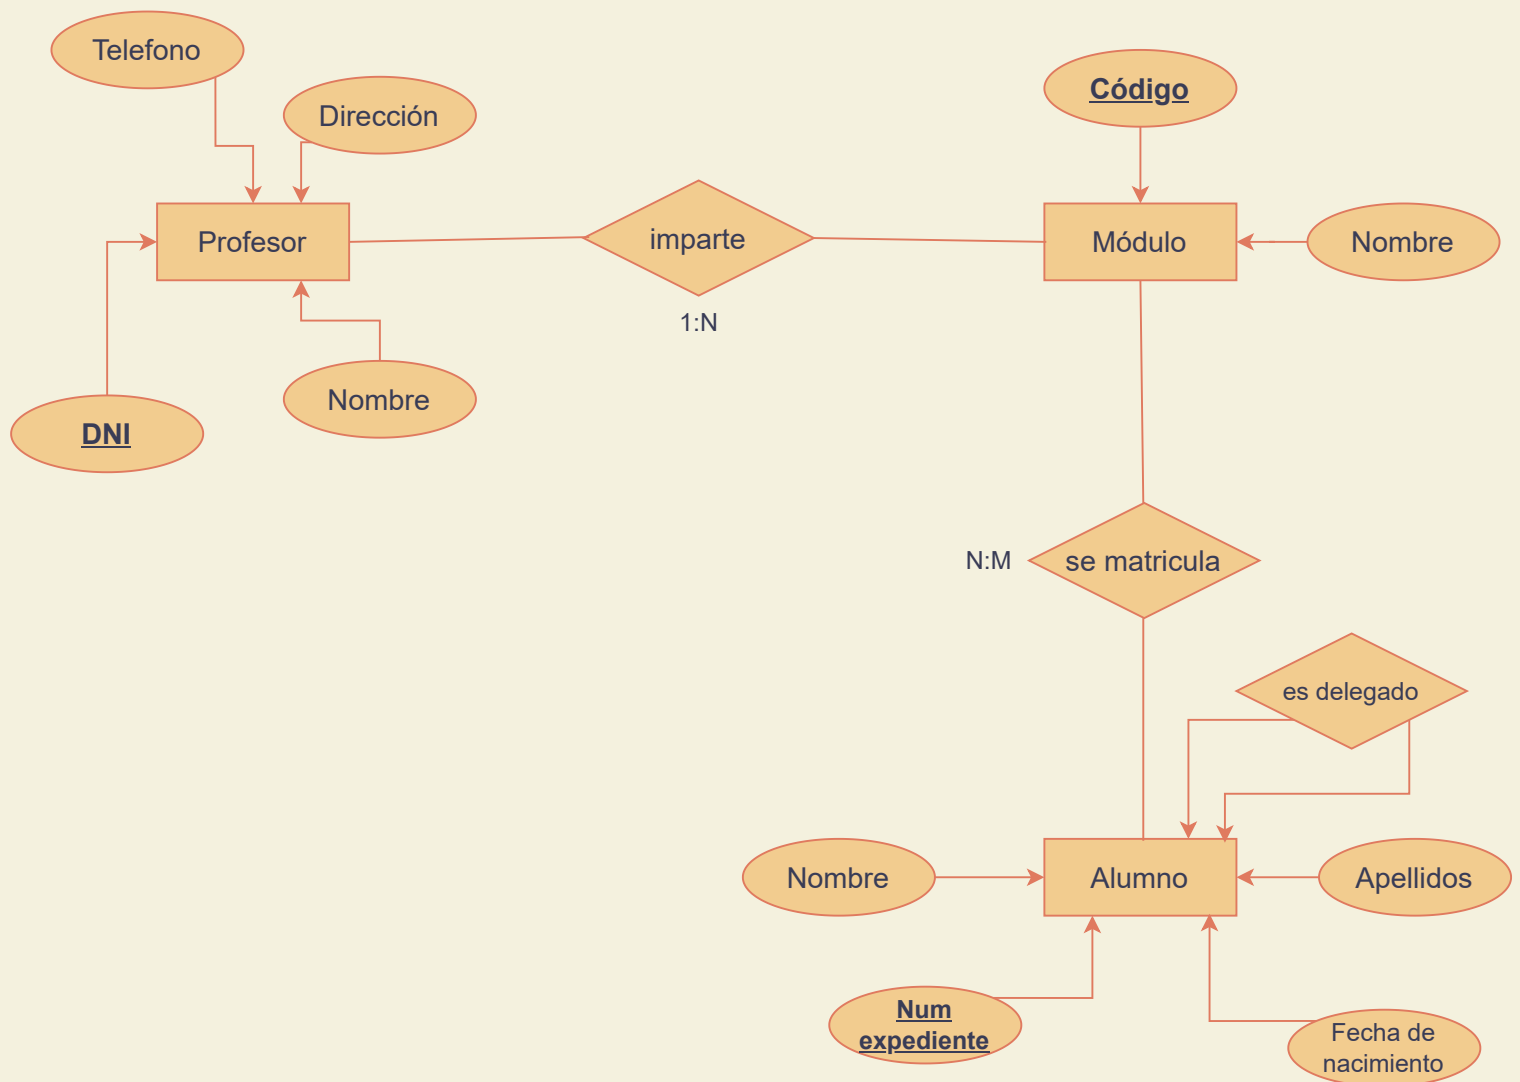 Telefono
Dirección
Código
Profesor
imparte
Módulo
Nombre
1:N
Nombre
DNI
N:M
se matricula
es delegado
Nombre
Alumno
Apellidos
Num
expediente
Fecha de
nacimiento